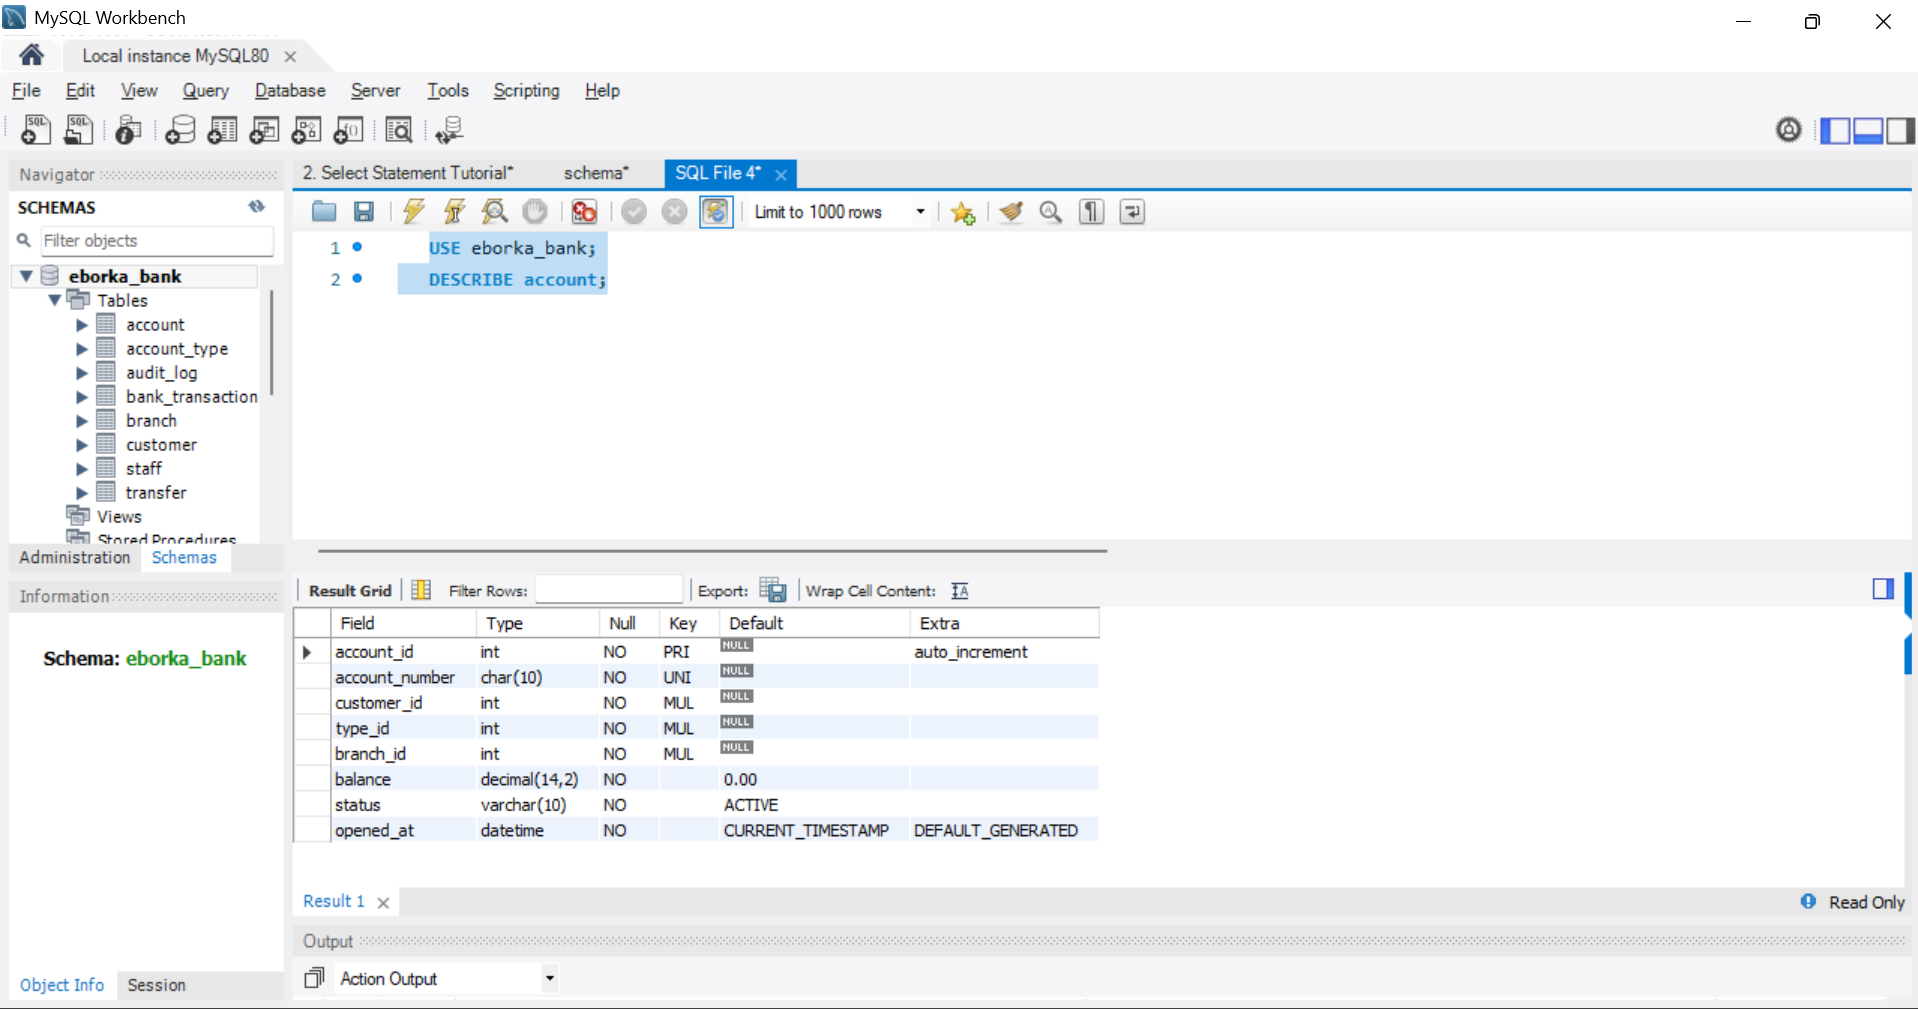 MySQL Workbench
Local instance MySQL80
File Edit View Query Database Server Tools Scripting Help
Navigator
SCHEMAS
Filter objects
eborka_bank
Tables
account
account_type
audit_log
bank_transaction
branch
customer
staff
transfer
Views
Stored Procedures
Administration Schemas
Information
Schema: eborka_bank
Object Info Session
2. Select Statement Tutorial* schema* SQL File 4*
Limit to 1000 rows
1 USE eborka_bank;
2 DESCRIBE account;
Result Grid Filter Rows: Export: Wrap Cell Content:
Field Type Null Key Default Extra
account_id int NO PRI NULL auto_increment
account_number char(10) NO UNI NULL
customer_id int NO MUL NULL
type_id int NO MUL NULL
branch_id int NO MUL NULL
balance decimal(14,2) NO 0.00
status varchar(10) NO ACTIVE
opened_at datetime NO CURRENT_TIMESTAMP DEFAULT_GENERATED
Result 1 Read Only
Output
Action Output